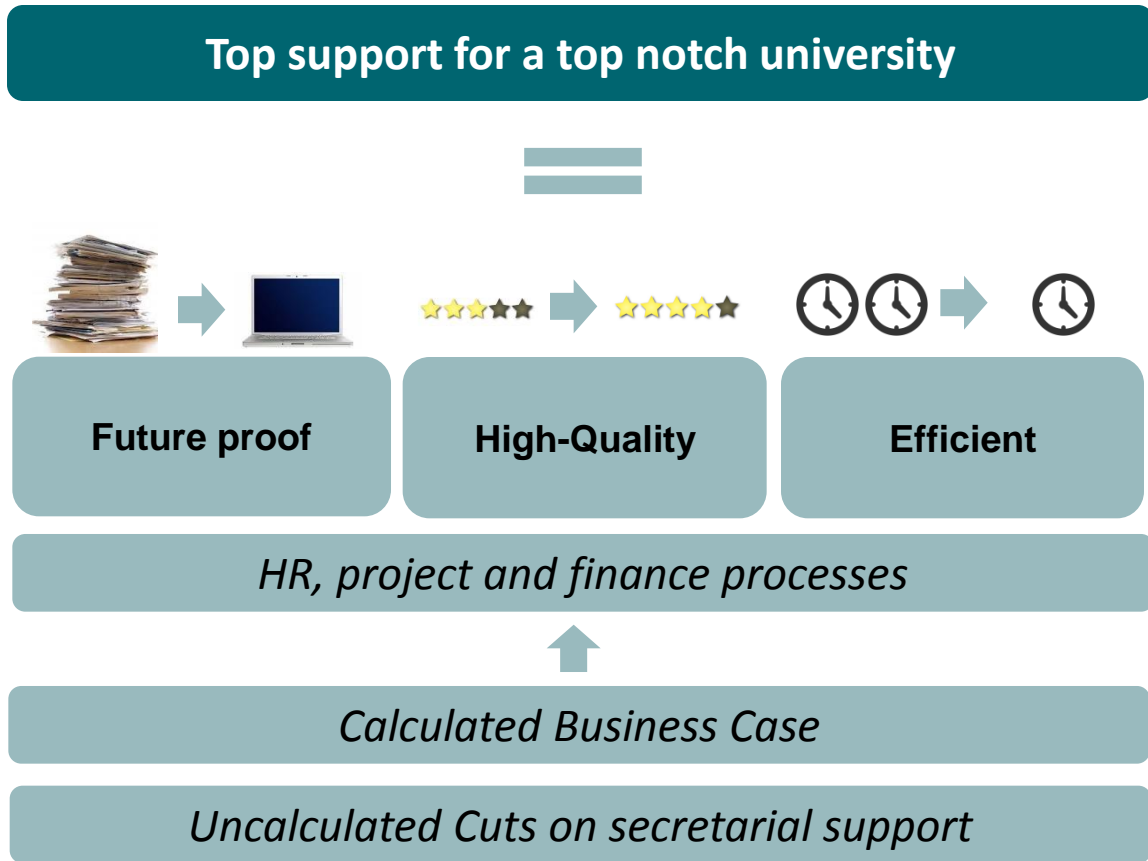 Top support for a top notch university
Future proof
High-Quality
Efficient
HR, project and finance processes
Calculated Business Case
Uncalculated Cuts on secretarial support